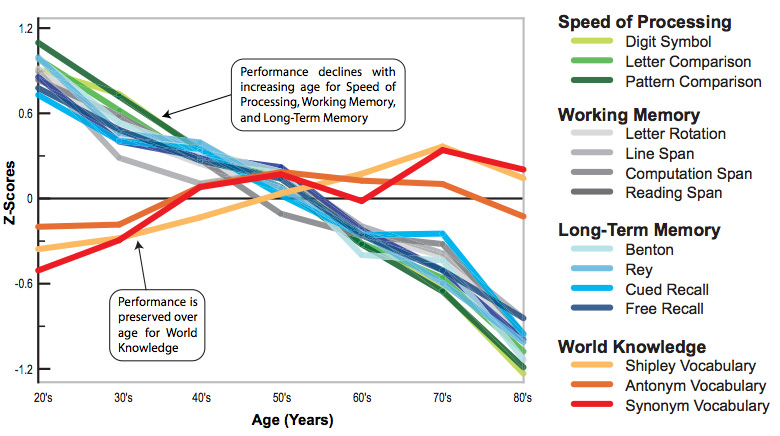 1.2
0.6
0
-0.6
-1.2
Z-Scores
20's 30's 40's 50's 60's 70's 80's
Age (Years)
Performance declines with
increasing age for Speed of
Processing, Working Memory,
and Long-Term Memory
Performance is
preserved over
age for World
Knowledge
Speed of Processing
Digit Symbol
Letter Comparison
Pattern Comparison
Working Memory
Letter Rotation
Line Span
Computation Span
Reading Span
Long-Term Memory
Benton
Rey
Cued Recall
Free Recall
World Knowledge
Shipley Vocabulary
Antonym Vocabulary
Synonym Vocabulary